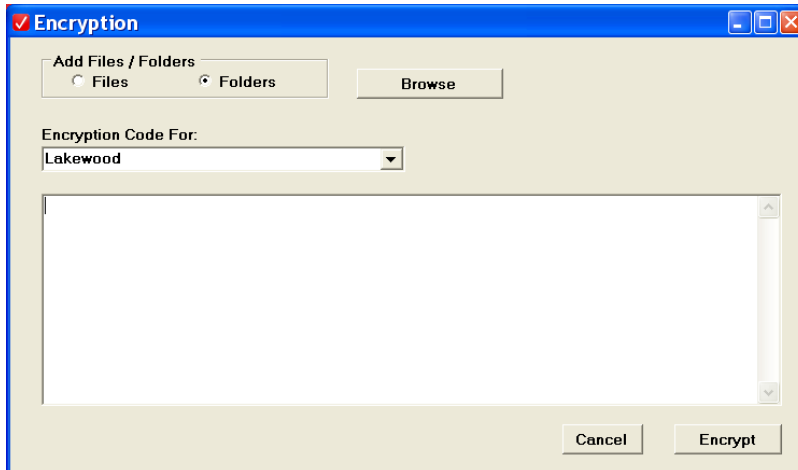 Encryption
Add Files / Folders
Files Folders
Browse
Encryption Code For:
Lakewood
Cancel Encrypt